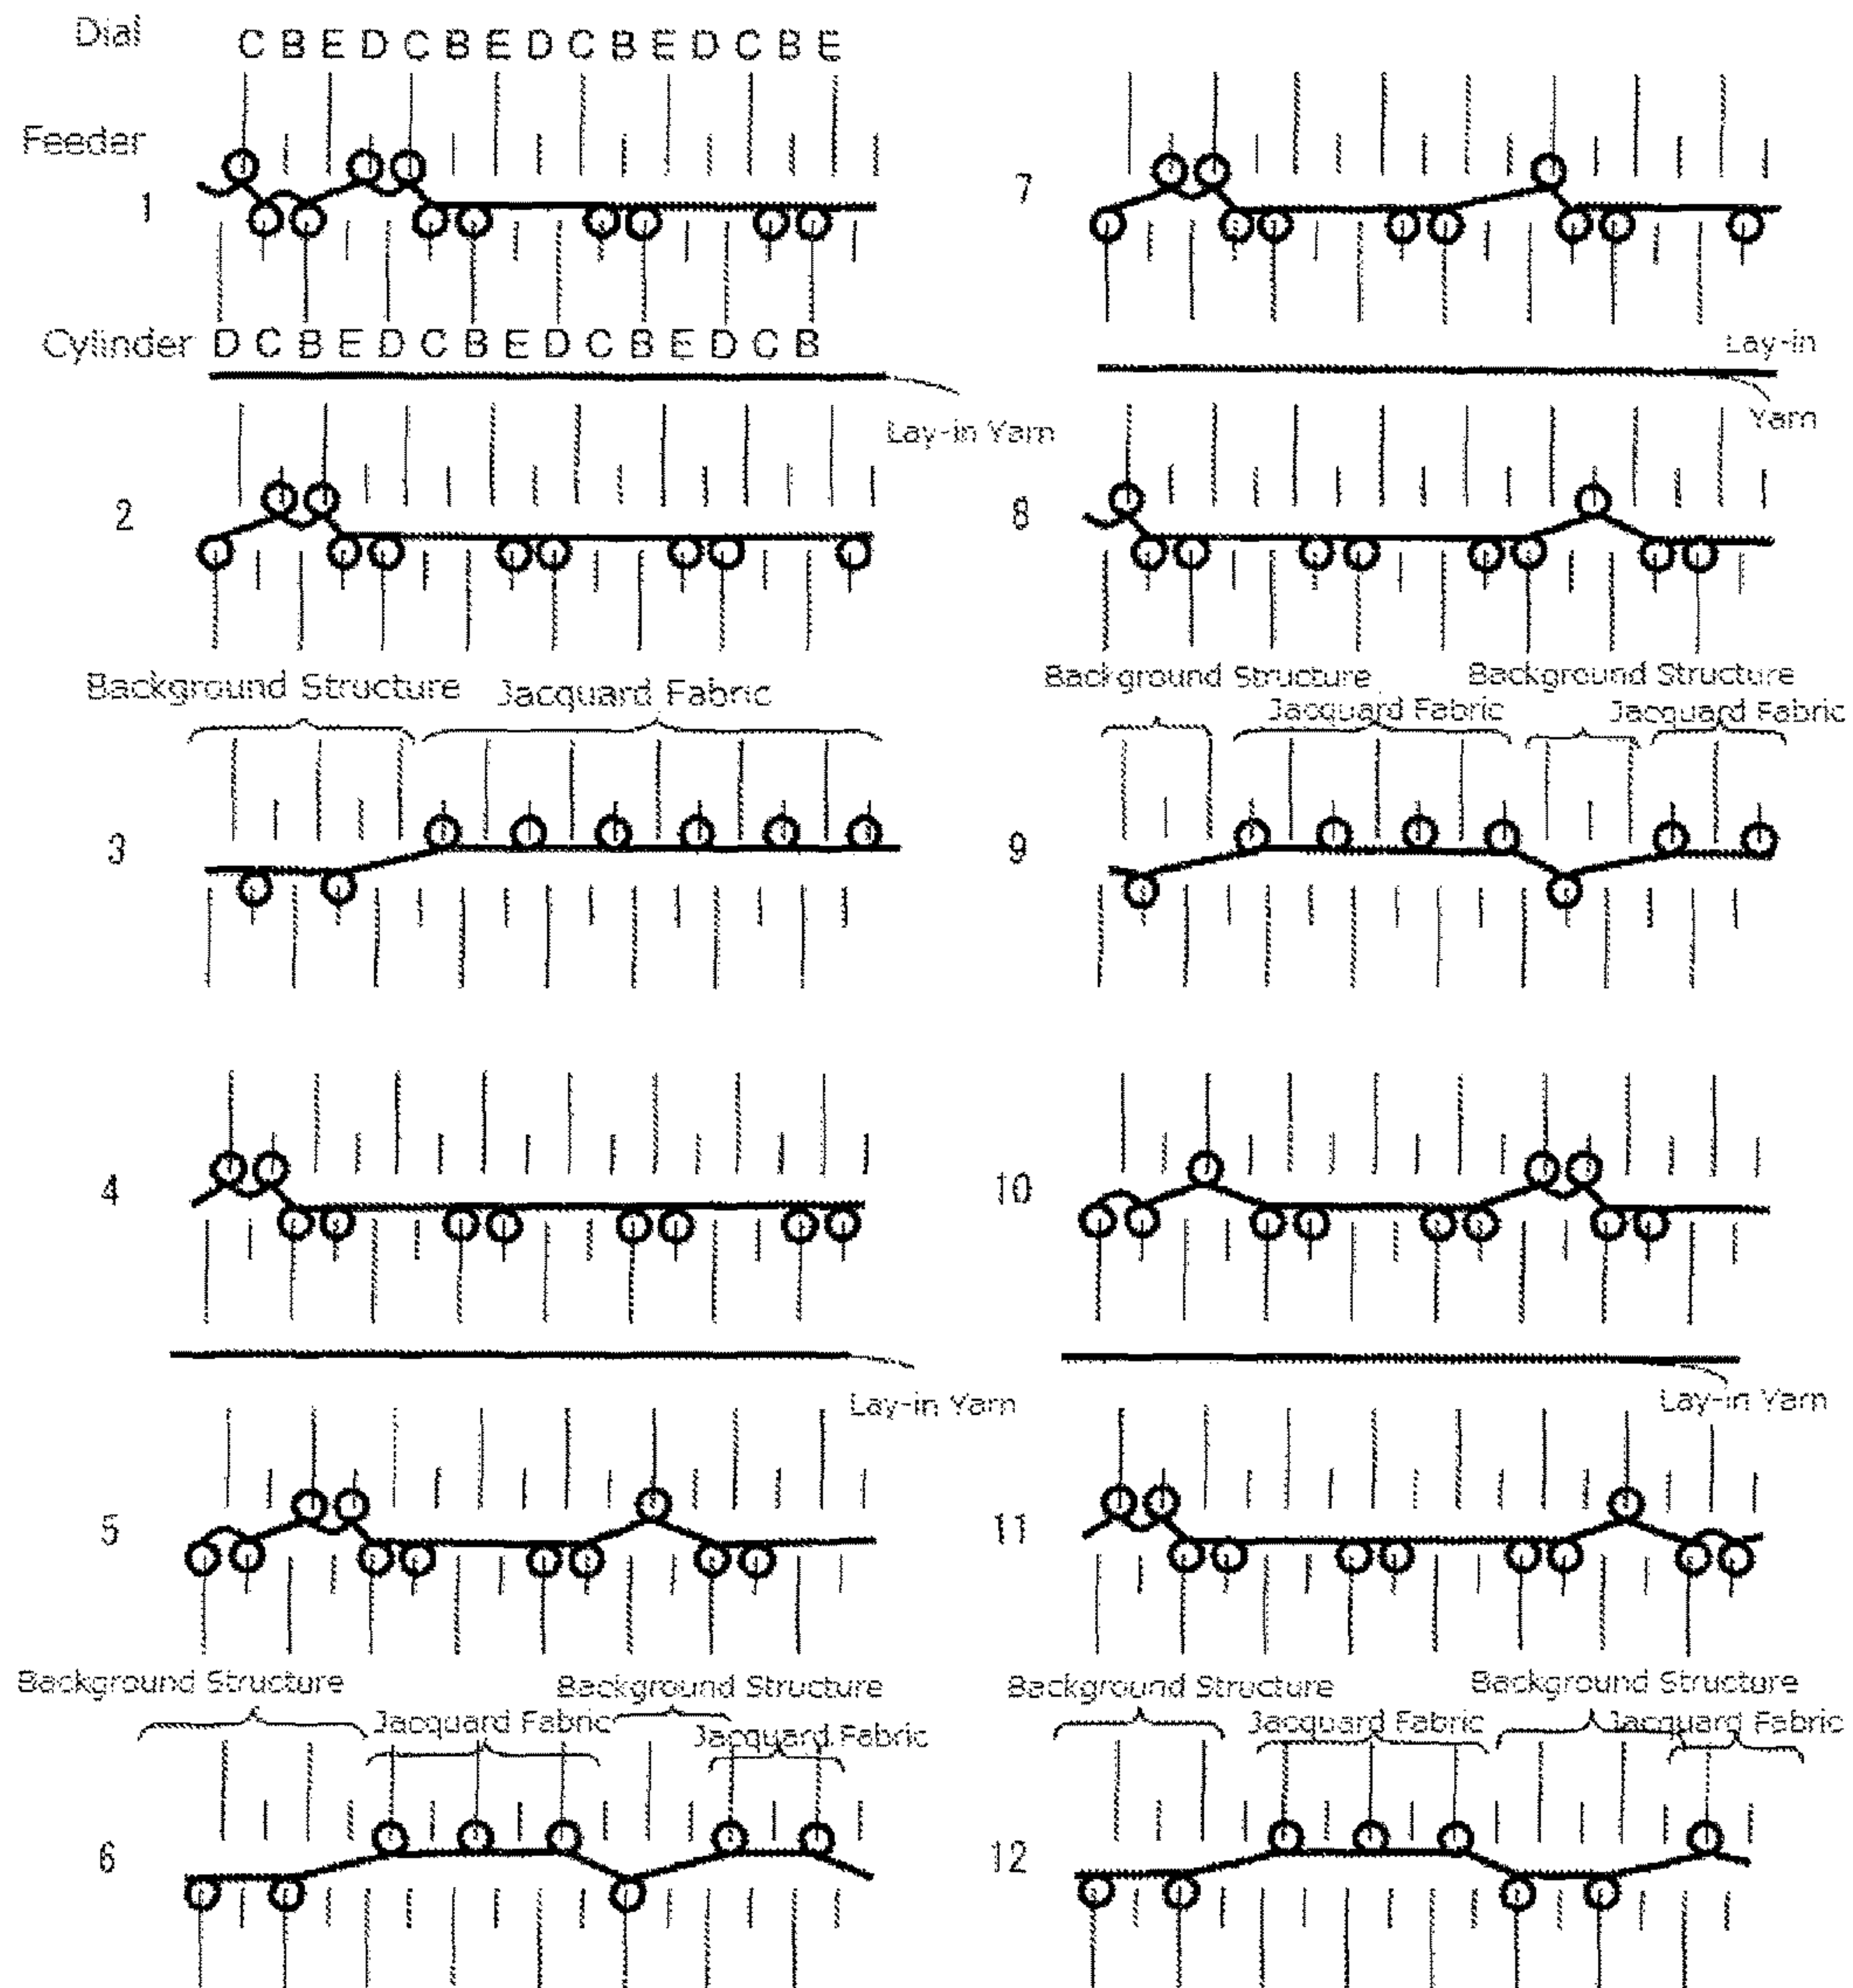 Dial
C B E D C B E D C B E D C B E
Feeder
1
Cylinder D C B E D C B E D C B E D C B
Lay-in Yarn
2
Background Structure
Jacquard Fabric
3
4
Lay-in Yarn
5
Background Structure
Jacquard Fabric
Background Structure
Jacquard Fabric
6
7
Lay-in
Yarn
8
Background Structure
Jacquard Fabric
Background Structure
Jacquard Fabric
9
10
Lay-in Yarn
11
Background Structure
Jacquard Fabric
Background Structure
Jacquard Fabric
12